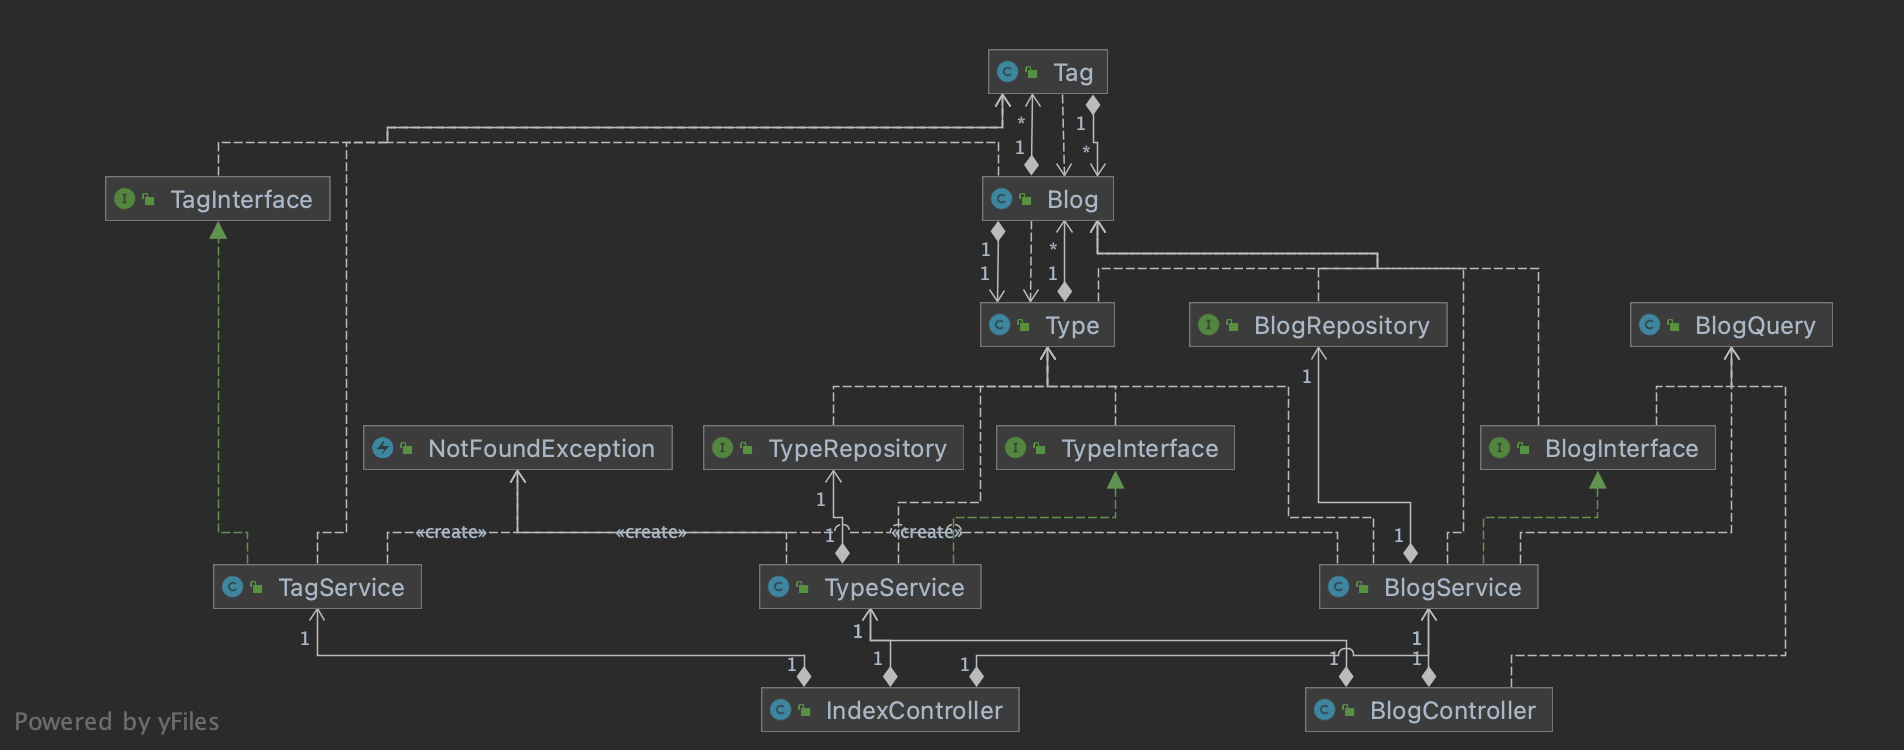 Tag
*
1
1
*
TagInterface
Blog
1
1
*
1
Type
BlogRepository
BlogQuery
1
NotFoundException
TypeRepository
TypeInterface
BlogInterface
1
«create»
«create»
1
«create»
1
TagService
TypeService
BlogService
1
1
1
1
1
1
1
1
IndexController
BlogController
Powered by yFiles